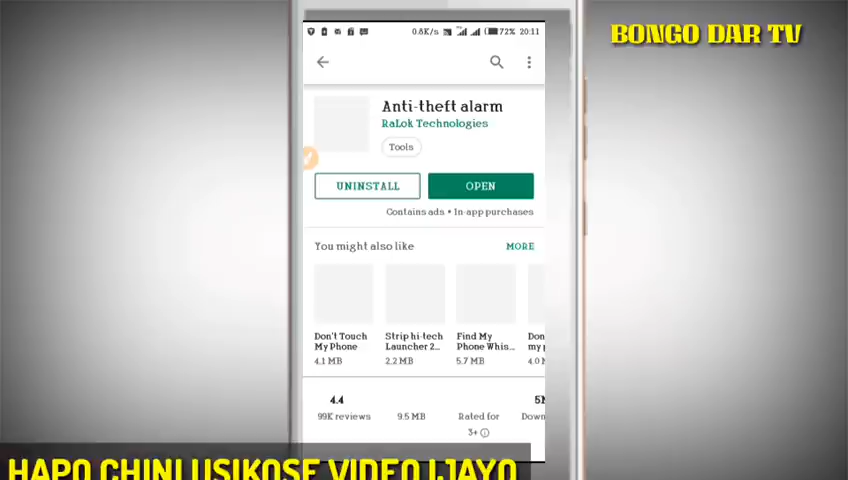 BONGO DAR TV
0.8K/s 72% 20:11
Anti-theft alarm
RaLok Technologies
Tools
UNINSTALL OPEN
Contains ads • In-app purchases
You might also like MORE
Don't Touch My Phone
4.1 MB
Strip hi-tech Launcher 2...
2.2 MB
Find My Phone Whis...
5.7 MB
Don
my p
4.0 M
4.4
99K reviews
9.5 MB
Rated for 3+
5M
Down
HAPO CHINI USIKOSE VIDEO IJAYO